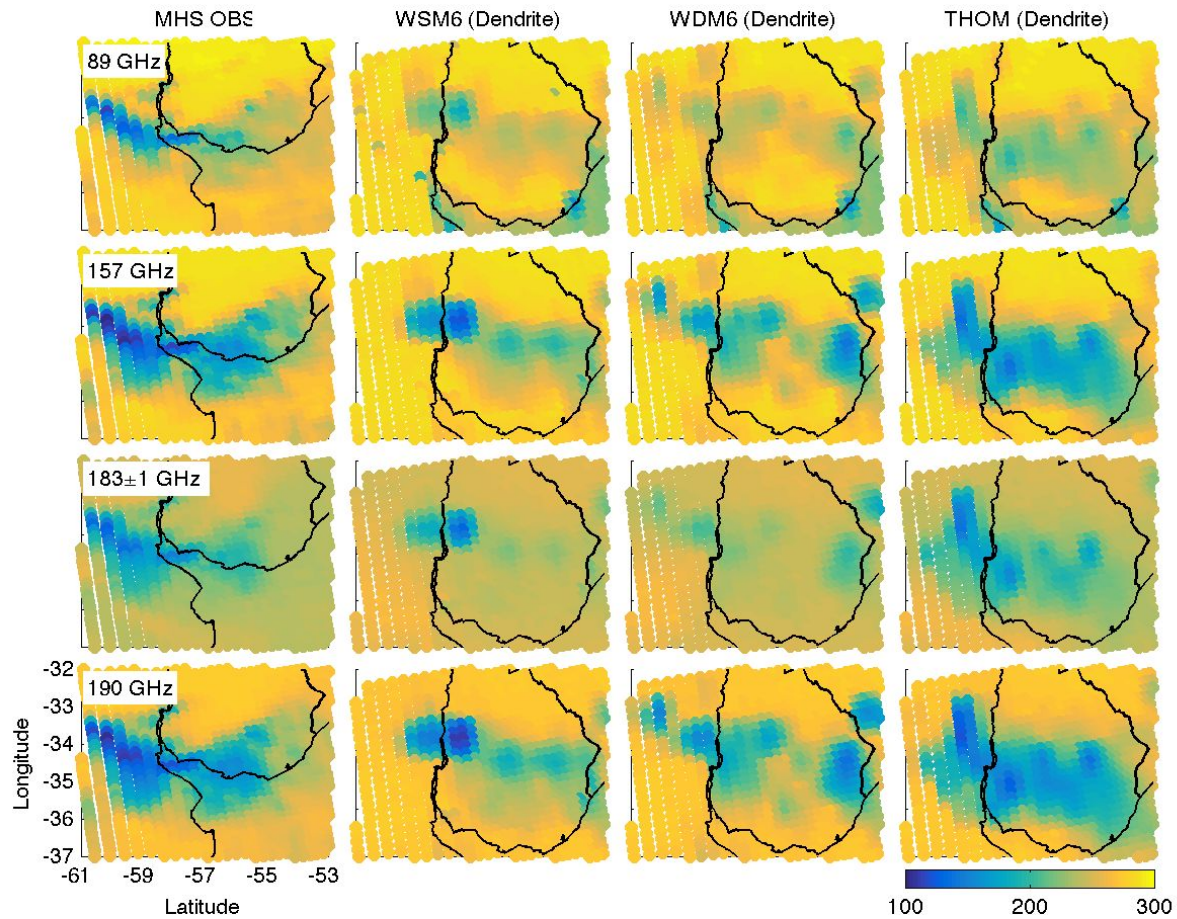 MHS OBS WSM6 (Dendrite) WDM6 (Dendrite) THOM (Dendrite)
89 GHz
157 GHz
183±1 GHz
190 GHz
-32
-33
-34
-35
-36
-37
Longitude
-61 -59 -57 -55 -53
Latitude
100 200 300